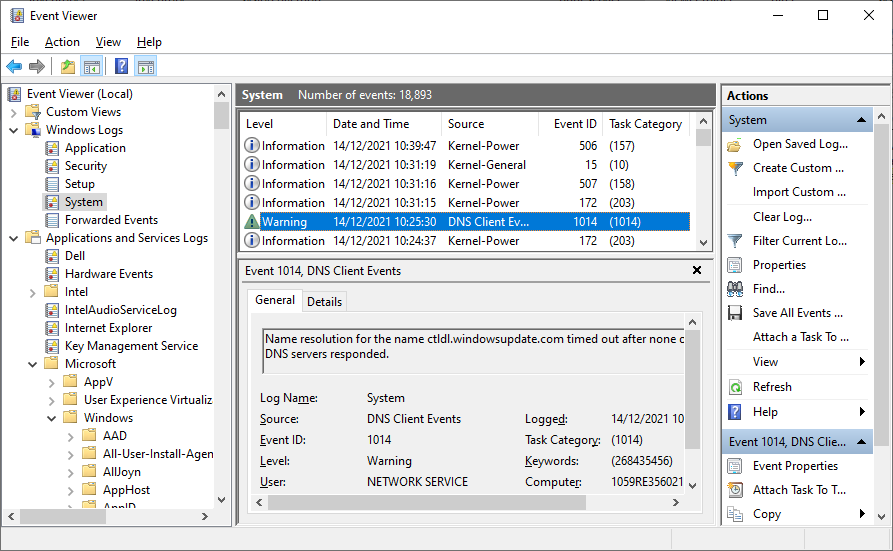 Event Viewer
File Action View Help
Event Viewer (Local)
Custom Views
Windows Logs
Application
Security
Setup
System
Forwarded Events
Applications and Services Logs
Dell
Hardware Events
Intel
IntelAudioServiceLog
Internet Explorer
Key Management Service
Microsoft
AppV
User Experience Virtualiza
Windows
AAD
All-User-Install-Agen
AllJoyn
AppHost
AppID
System Number of events: 18,893
Level Date and Time Source Event ID Task Category
Information 14/12/2021 10:39:47 Kernel-Power 506 (157)
Information 14/12/2021 10:31:19 Kernel-General 15 (10)
Information 14/12/2021 10:31:16 Kernel-Power 507 (158)
Information 14/12/2021 10:31:15 Kernel-Power 172 (203)
Warning 14/12/2021 10:25:30 DNS Client Ev... 1014 (1014)
Information 14/12/2021 10:24:37 Kernel-Power 172 (203)
Event 1014, DNS Client Events
General Details
Name resolution for the name ctldl.windowsupdate.com timed out after none c
DNS servers responded.
Log Name: System
Source: DNS Client Events Logged: 14/12/2021 10
Event ID: 1014 Task Category: (1014)
Level: Warning Keywords: (268435456)
User: NETWORK SERVICE Computer: 1059RE356021
Actions
System
Open Saved Log...
Create Custom ...
Import Custom ...
Clear Log...
Filter Current Lo...
Properties
Find...
Save All Events ...
Attach a Task To ...
View
Refresh
Help
Event 1014, DNS Clie...
Event Properties
Attach Task To T...
Copy